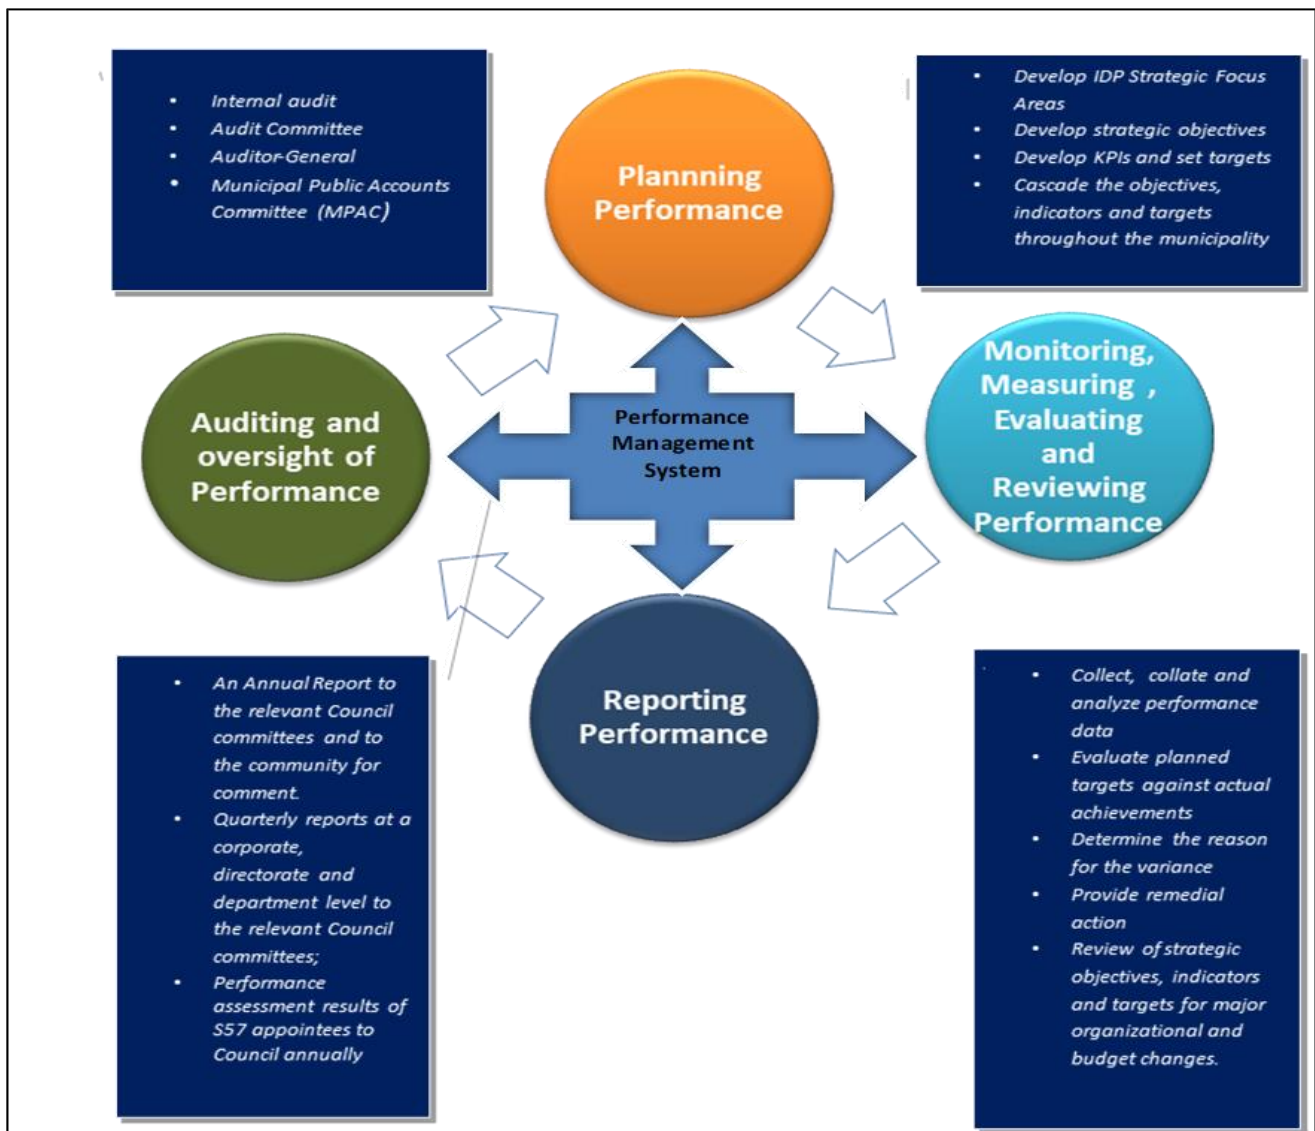 • Internal audit
• Audit Committee
• Auditor-General
• Municipal Public Accounts
Committee (MPAC)
Plannning
Performance
• Develop IDP Strategic Focus
Areas
• Develop strategic objectives
• Develop KPIs and set targets
• Cascade the objectives,
indicators and targets
throughout the municipality
Auditing and
oversight of
Performance
Performance
Management
System
Monitoring,
Measuring ,
Evaluating
and
Reviewing
Performance
Reporting
Performance
• An Annual Report to
the relevant Council
committees and to
the community for
comment.
• Quarterly reports at a
corporate,
directorate and
department level to
the relevant Council
committees;
• Performance
assessment results of
S57 appointees to
Council annually
• Collect, collate and
analyze performance
data
• Evaluate planned
targets against actual
achievements
• Determine the reason
for the variance
• Provide remedial
action
• Review of strategic
objectives, indicators
and targets for major
organizational and
budget changes.